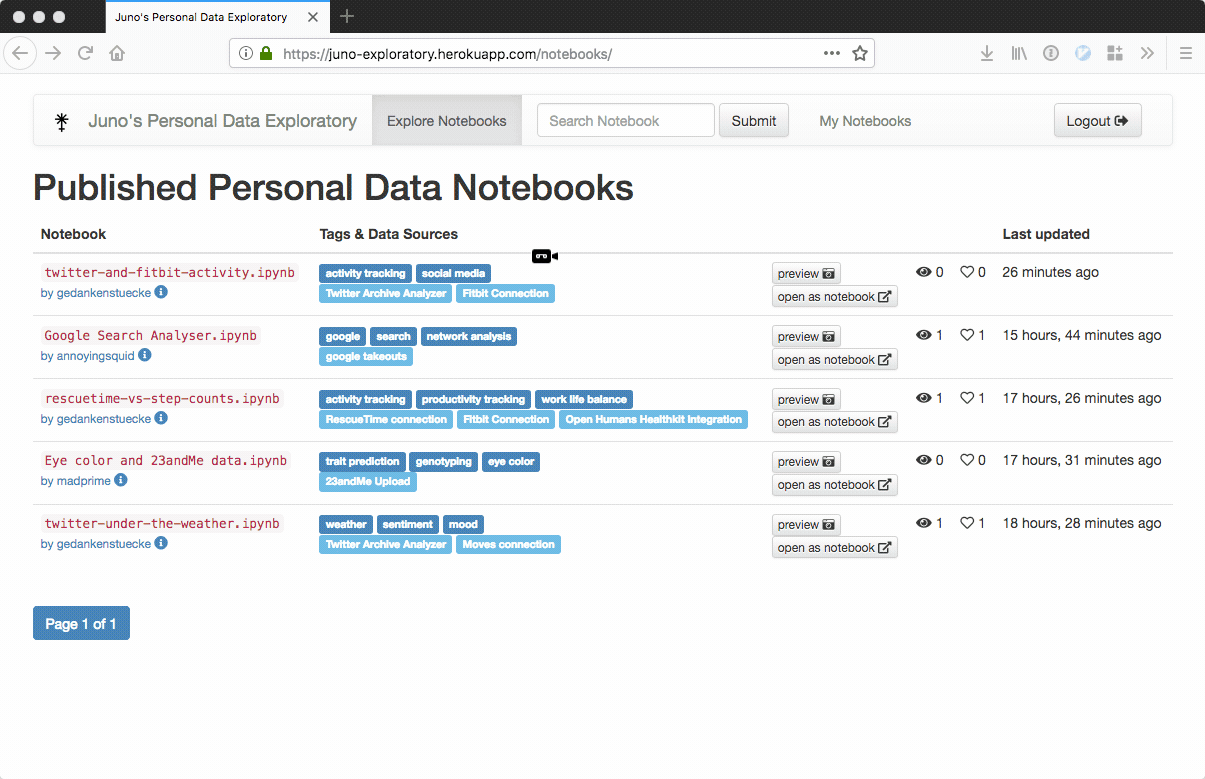 Juno's Personal Data Exploratory
https://juno-exploratory.herokuapp.com/notebooks/
Juno's Personal Data Exploratory Explore Notebooks Search Notebook Submit My Notebooks Logout
Published Personal Data Notebooks
Notebook Tags & Data Sources Last updated
twitter-and-fitbit-activity.ipynb activity tracking social media preview 0 0 26 minutes ago
by gedankenstuecke Twitter Archive Analyzer Fitbit Connection open as notebook
Google Search Analyser.ipynb google search network analysis preview 1 1 15 hours, 44 minutes ago
by annoyingsquid google takeouts open as notebook
rescuetime-vs-step-counts.ipynb activity tracking productivity tracking work life balance preview 1 1 17 hours, 26 minutes ago
by gedankenstuecke RescueTime connection Fitbit Connection Open Humans Healthkit Integration open as notebook
Eye color and 23andMe data.ipynb trait prediction genotyping eye color preview 0 0 17 hours, 31 minutes ago
by madprime 23andMe Upload open as notebook
twitter-under-the-weather.ipynb weather sentiment mood preview 1 1 18 hours, 28 minutes ago
by gedankenstuecke Twitter Archive Analyzer Moves connection open as notebook
Page 1 of 1